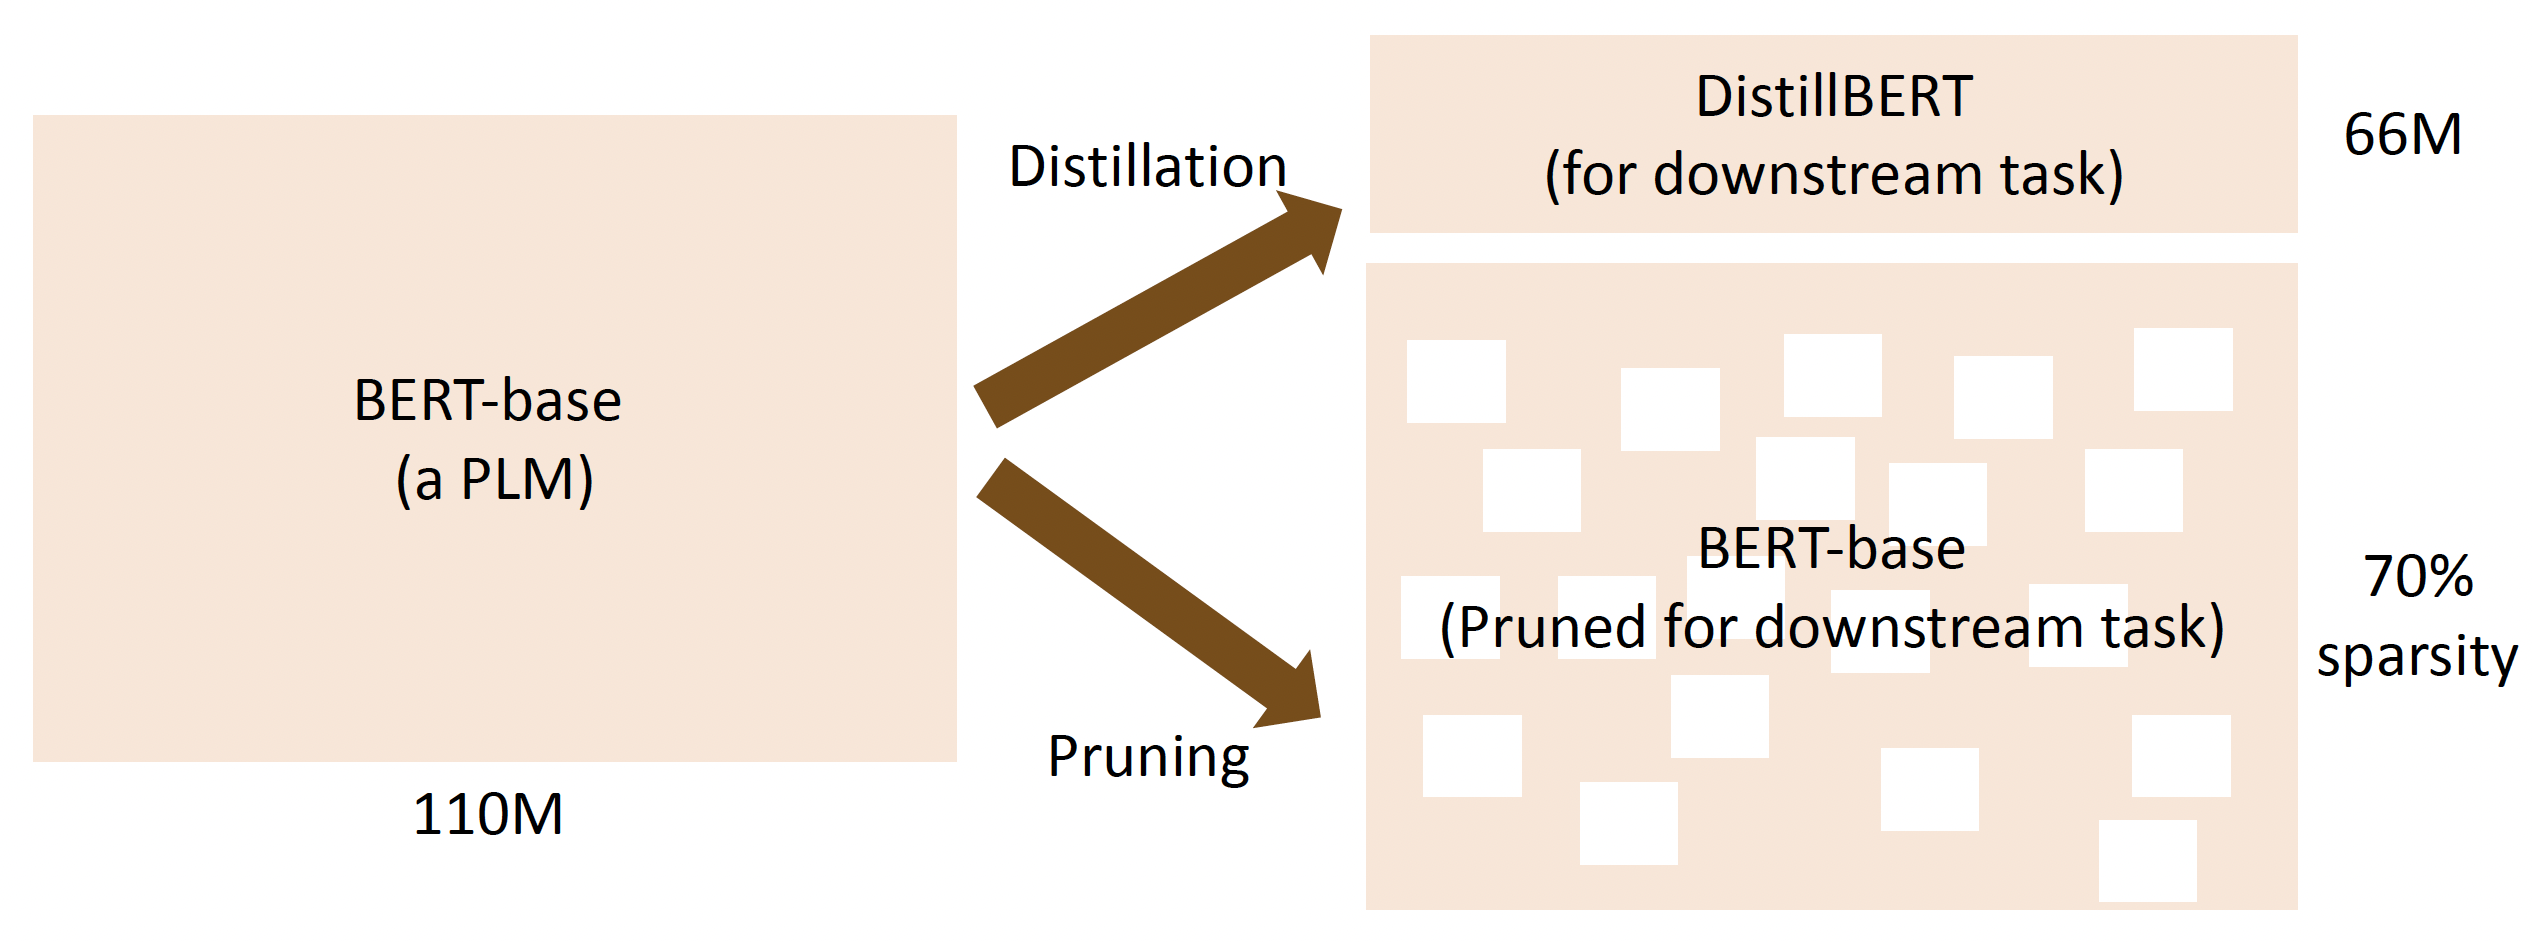 BERT-base
(a PLM)
110M
Distillation
Pruning
DistillBERT
(for downstream task)
66M
BERT-base
(Pruned for downstream task)
70%
sparsity